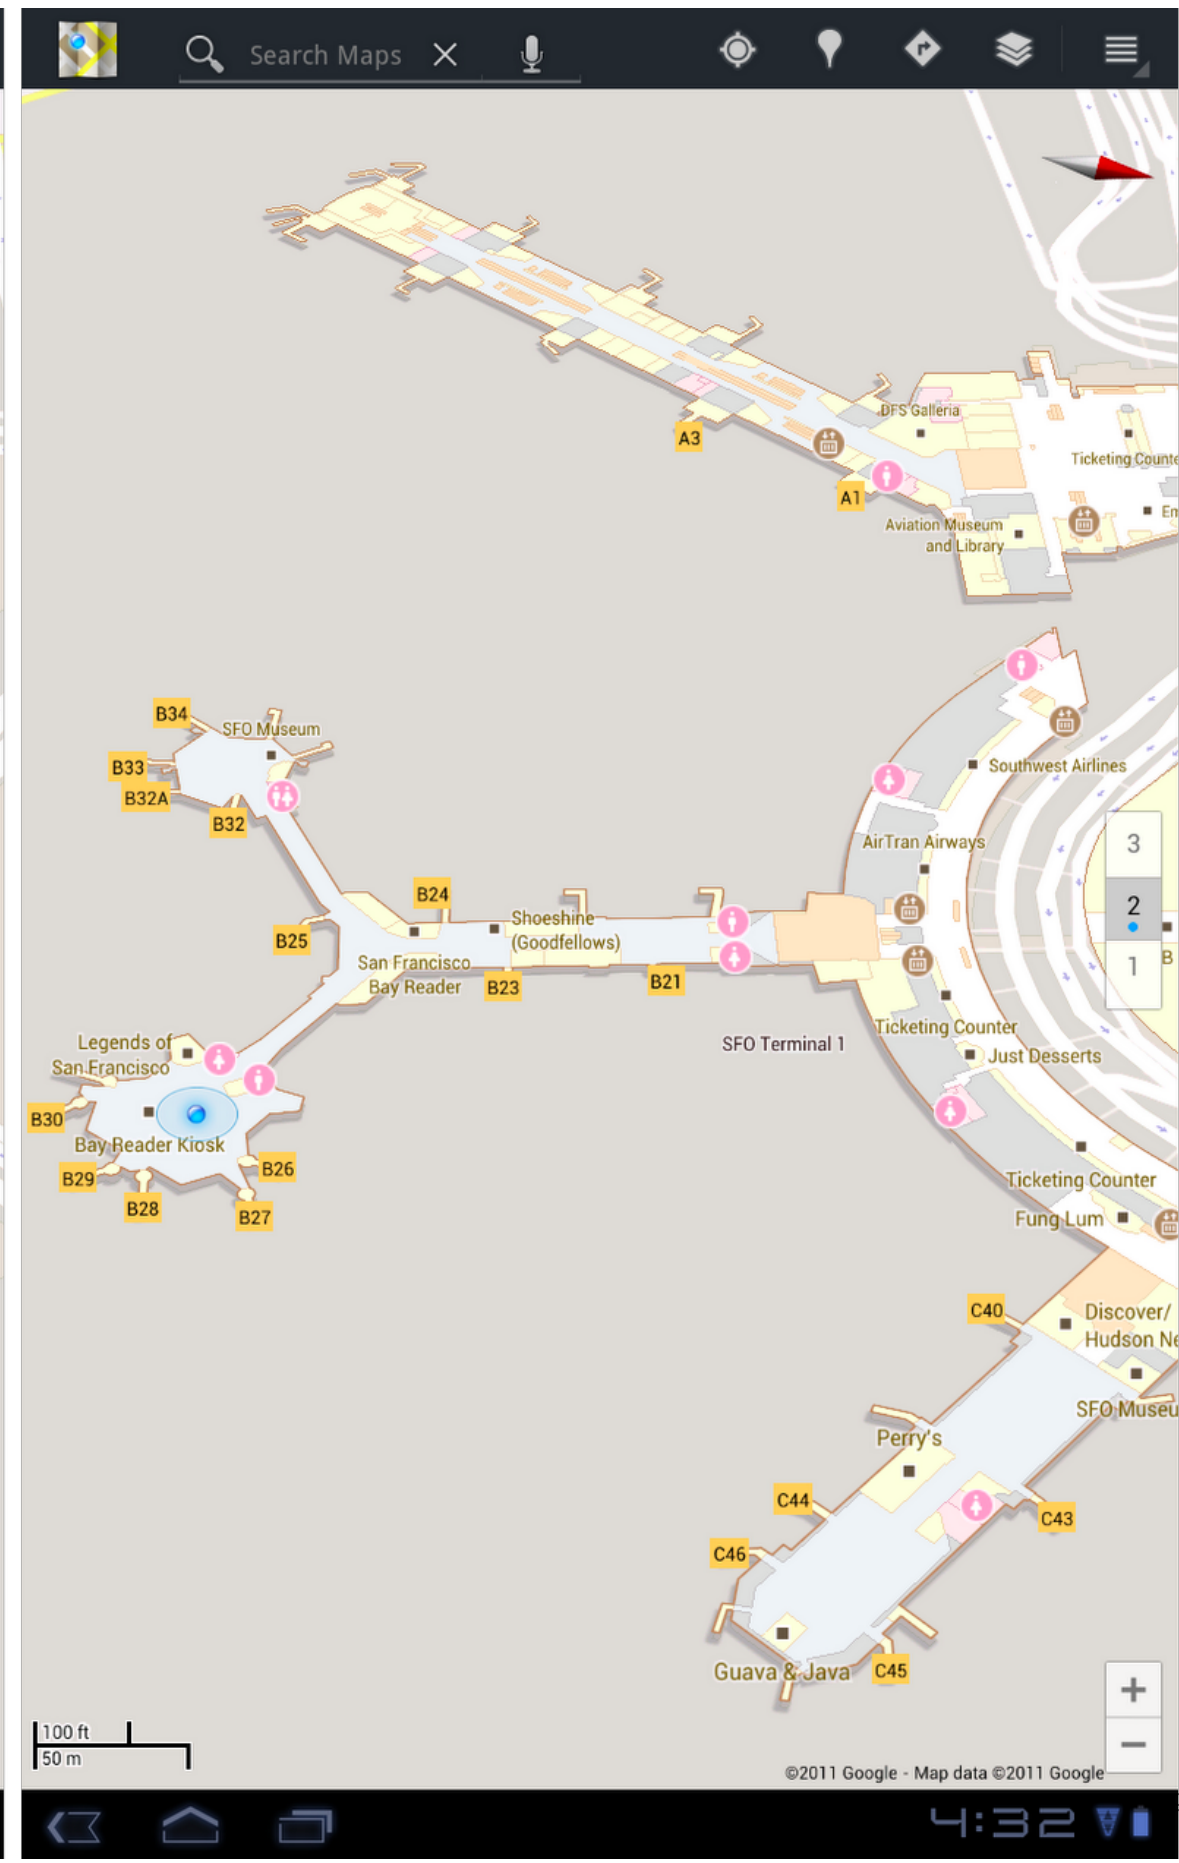 Search Maps
DFS Galleria
A3
Ticketing Counte
A1
Em
Aviation Museum
and Library
B34
SFO Museum
B33
Southwest Airlines
B32A
B32
3
AirTran Airways
B24
2
Shoeshine
(Goodfellows)
B25
B
San Francisco
Bay Reader
B23
B21
1
Ticketing Counter
SFO Terminal 1
Legends of
San Francisco
Just Desserts
B30
Bay Reader Kiosk
B26
B29
B28
B27
Ticketing Counter
Fung Lum
C40
Discover/
Hudson Ne
SFO Museu
Perry's
C44
C43
C46
Guava & Java
C45
100 ft
50 m
©2011 Google - Map data ©2011 Google
4:32